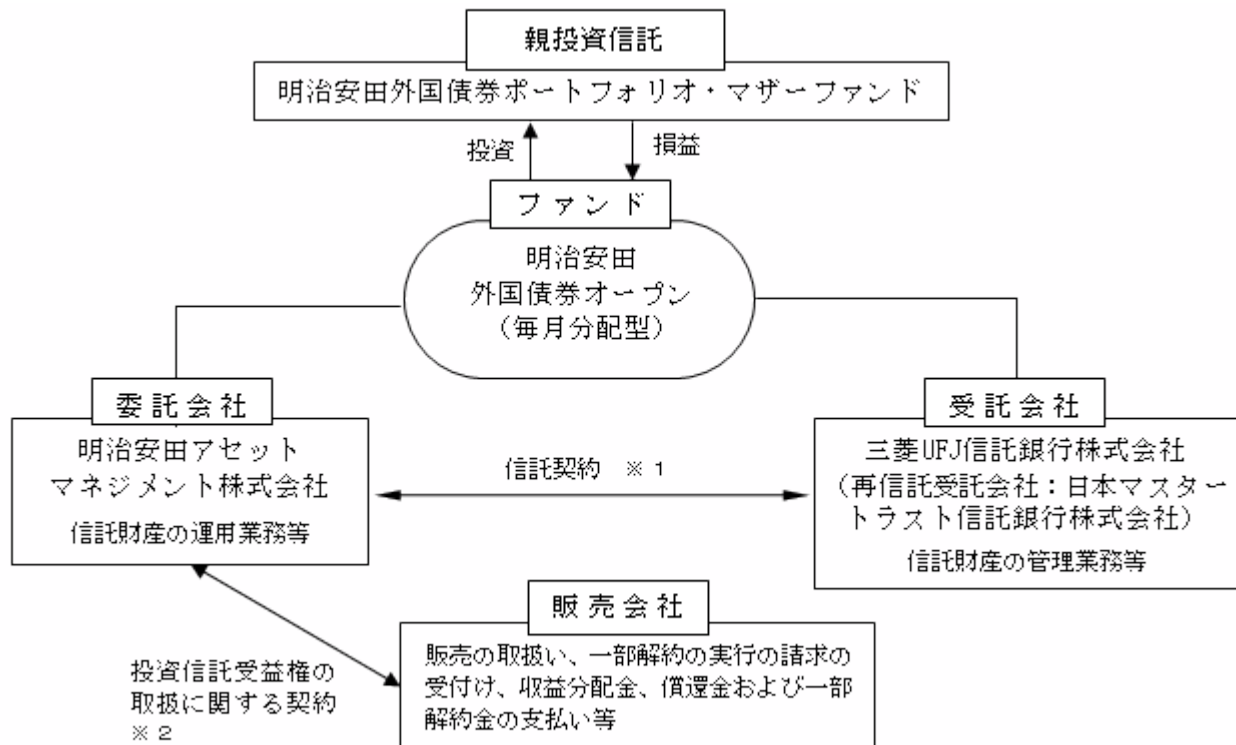 親投資信託
明治安田外国債券ポートフォリオ・マザーファンド
投資
損益
ファンド
明治安田
外国債券オープン
（毎月分配型）
委託会社
明治安田アセット
マネジメント株式会社
信託財産の運用業務等
信託契約 ※1
受託会社
三菱UFJ信託銀行株式会社
（再信託受託会社：日本マスター
トラスト信託銀行株式会社）
信託財産の管理業務等
投資信託受益権の
取扱に関する契約
※2
販売会社
販売の取扱い、一部解約の実行の請求の
受付け、収益分配金、償還金および一部
解約金の支払い等